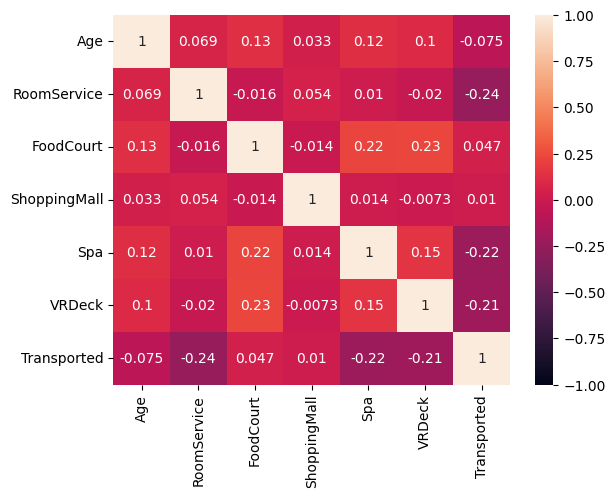 Age 1 0.069 0.13 0.033 0.12 0.1 -0.075
RoomService 0.069 1 -0.016 0.054 0.01 -0.02 -0.24
FoodCourt 0.13 -0.016 1 -0.014 0.22 0.23 0.047
ShoppingMall 0.033 0.054 -0.014 1 0.014 -0.0073 0.01
Spa 0.12 0.01 0.22 0.014 1 0.15 -0.22
VRDeck 0.1 -0.02 0.23 -0.0073 0.15 1 -0.21
Transported -0.075 -0.24 0.047 0.01 -0.22 -0.21 1
Age RoomService FoodCourt ShoppingMall Spa VRDeck Transported
1.00
0.75
0.50
0.25
0.00
−0.25
−0.50
−0.75
−1.00